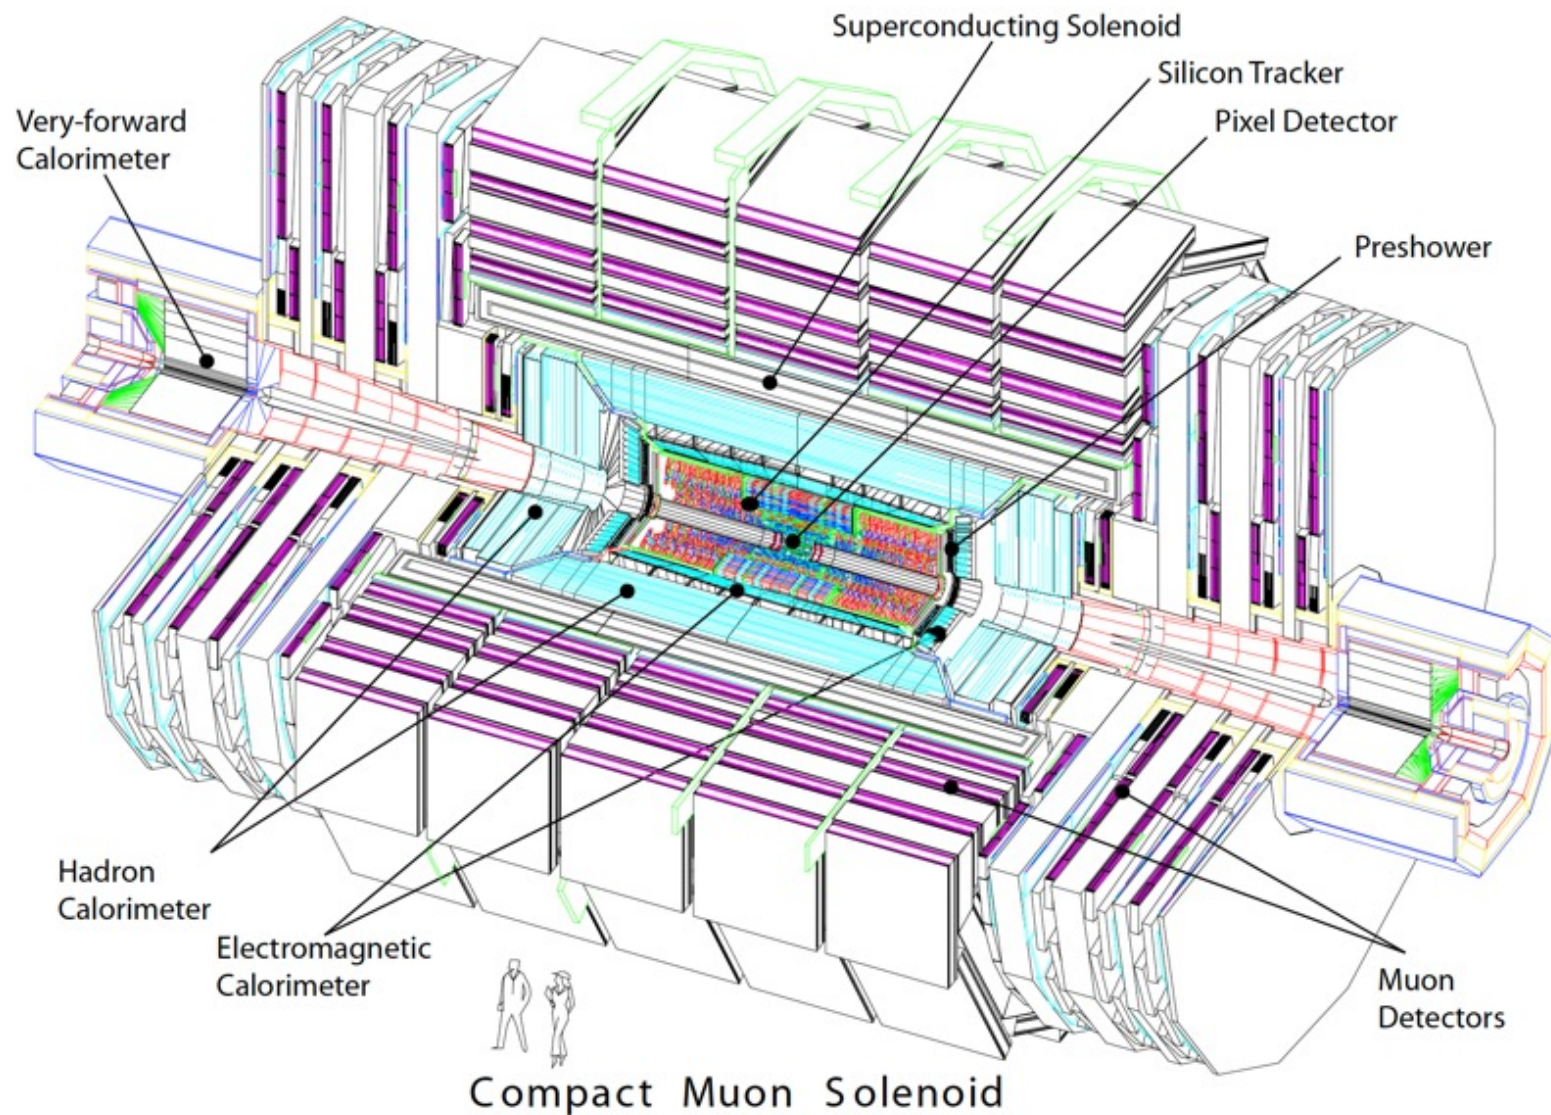 Superconducting Solenoid
Silicon Tracker
Pixel Detector
Very-forward
Calorimeter
Preshower
Hadron
Calorimeter
Electromagnetic
Calorimeter
Muon
Detectors
Compact Muon Solenoid